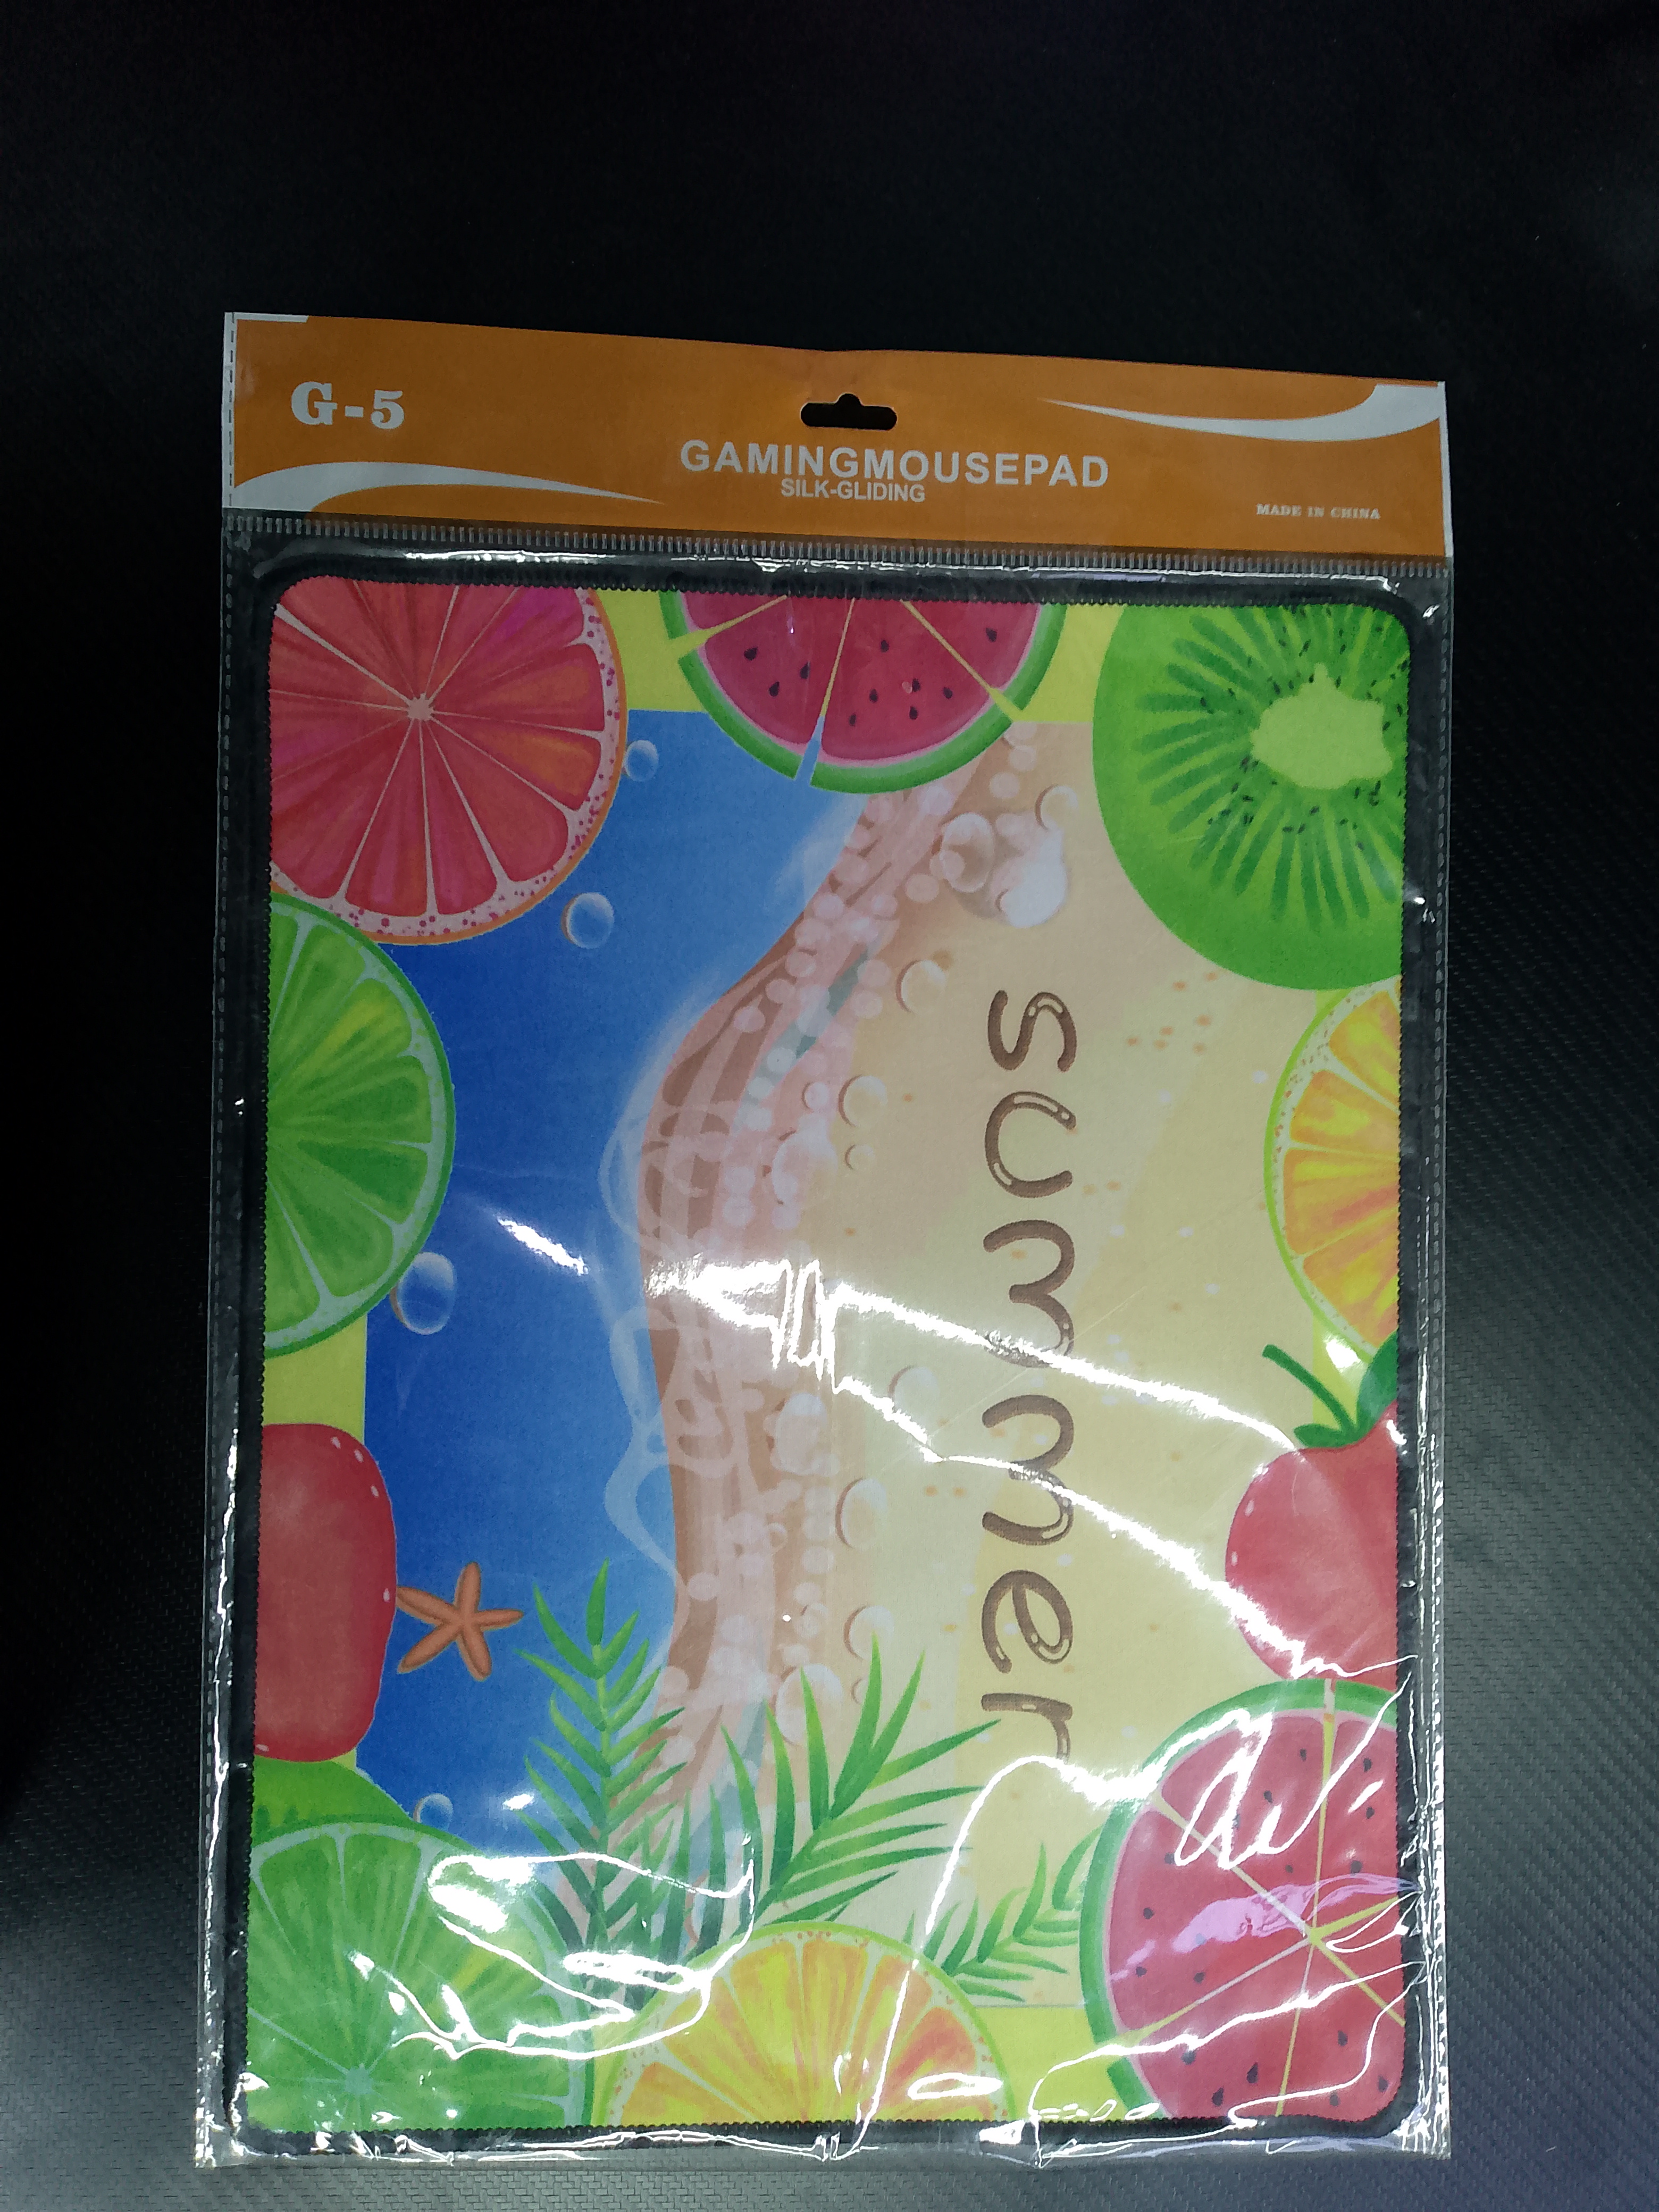 G-5
GAMINGMOUSEPAD
SILK-GLIDING
MADE IN CHINA
summer